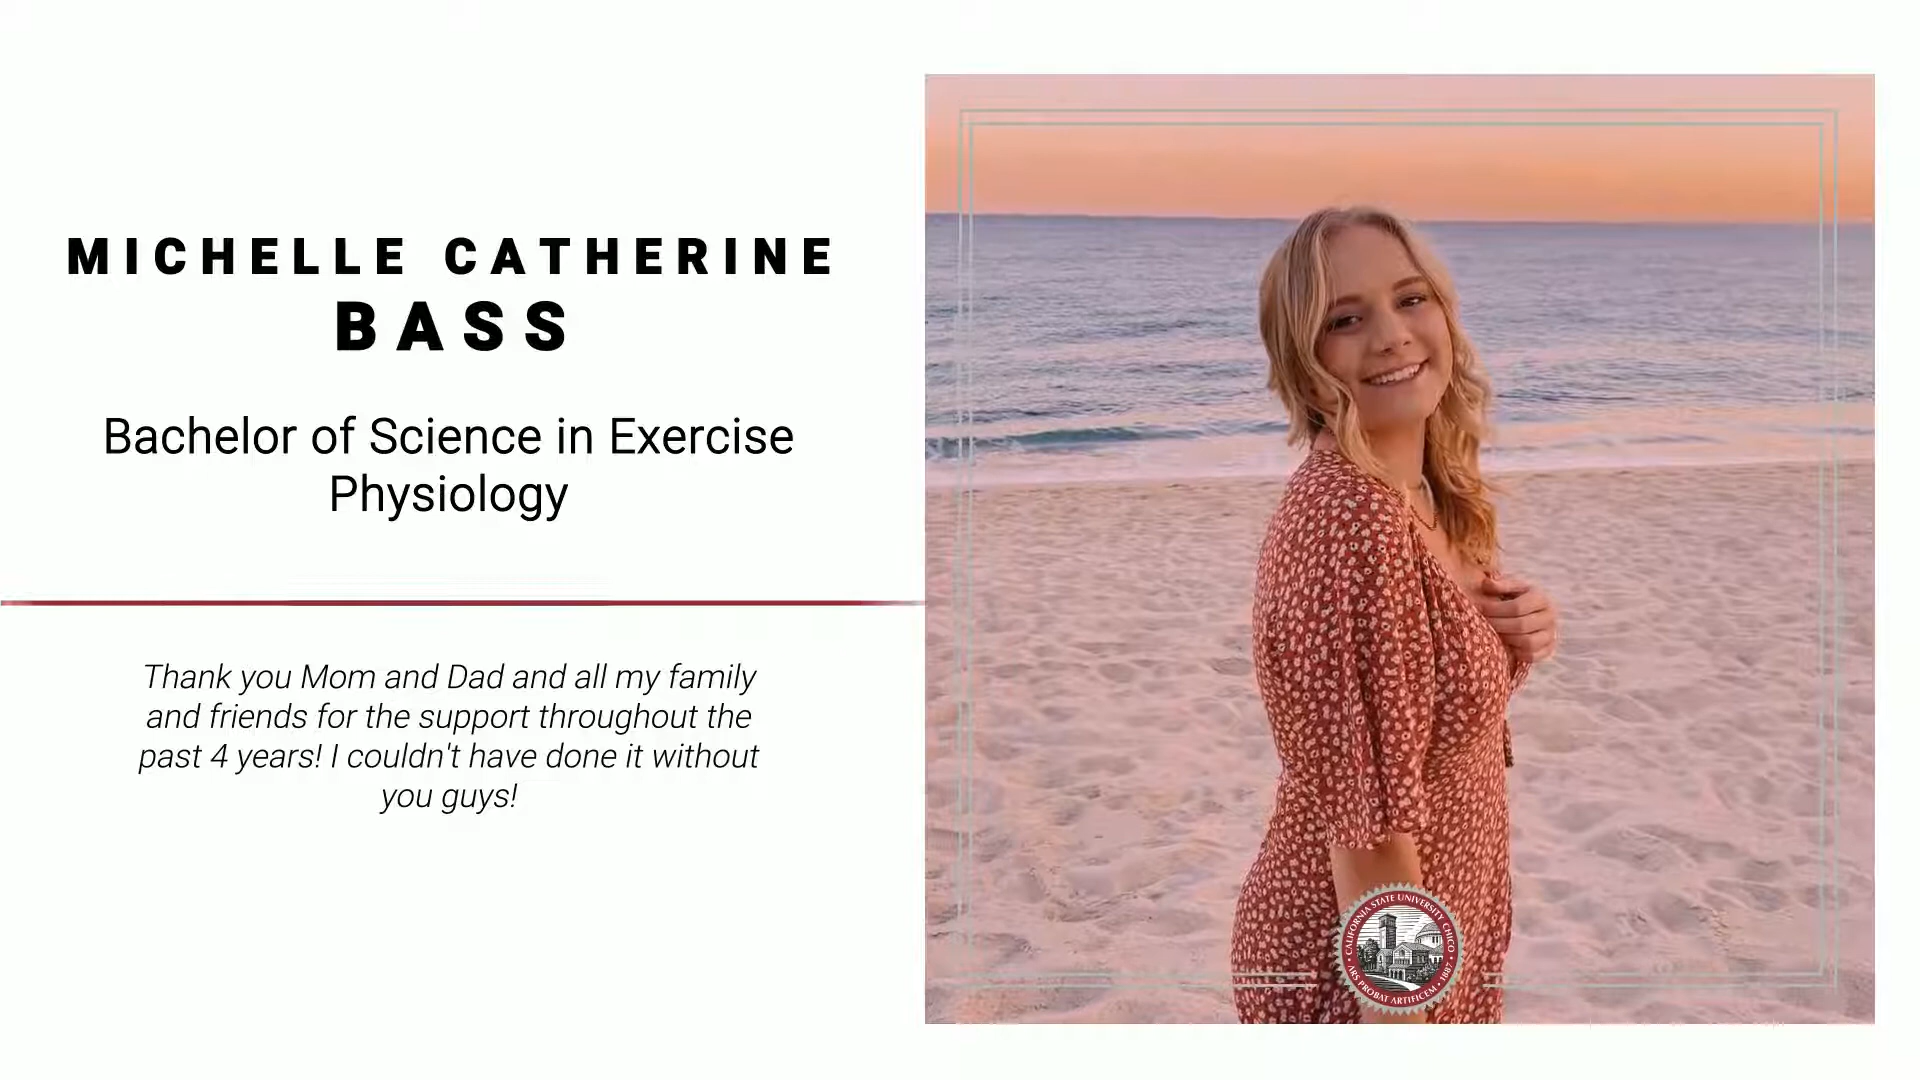 MICHELLE CATHERINE
BASS
Bachelor of Science in Exercise
Physiology
Thank you Mom and Dad and all my family
and friends for the support throughout the
past 4 years! I couldn't have done it without
you guys!
CALIFORNIA STATE UNIVERSITY CHICO
ARS PROBAT ARTIFICEM • 1887